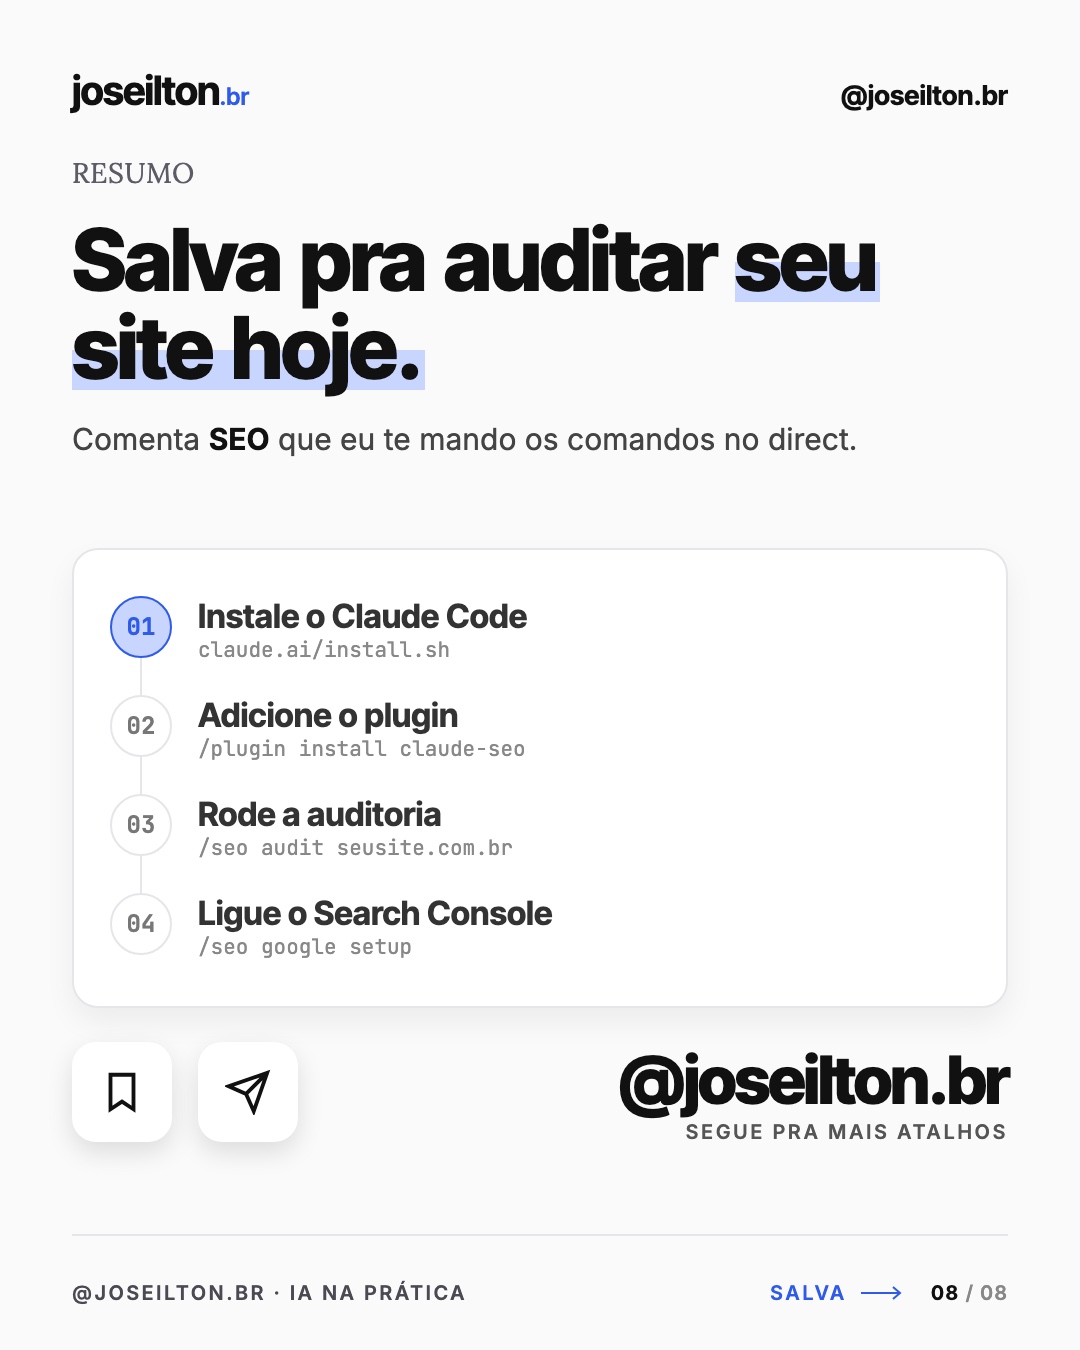 joseilton.br
@joseilton.br
RESUMO
Salva pra auditar seu
site hoje.
Comenta SEO que eu te mando os comandos no direct.
01
Instale o Claude Code
claude.ai/install.sh
02
Adicione o plugin
/plugin install claude-seo
03
Rode a auditoria
/seo audit seusite.com.br
04
Ligue o Search Console
/seo google setup
@joseilton.br
SEGUE PRA MAIS ATALHOS
@JOSEILTON.BR · IA NA PRÁTICA
SALVA → 08 / 08